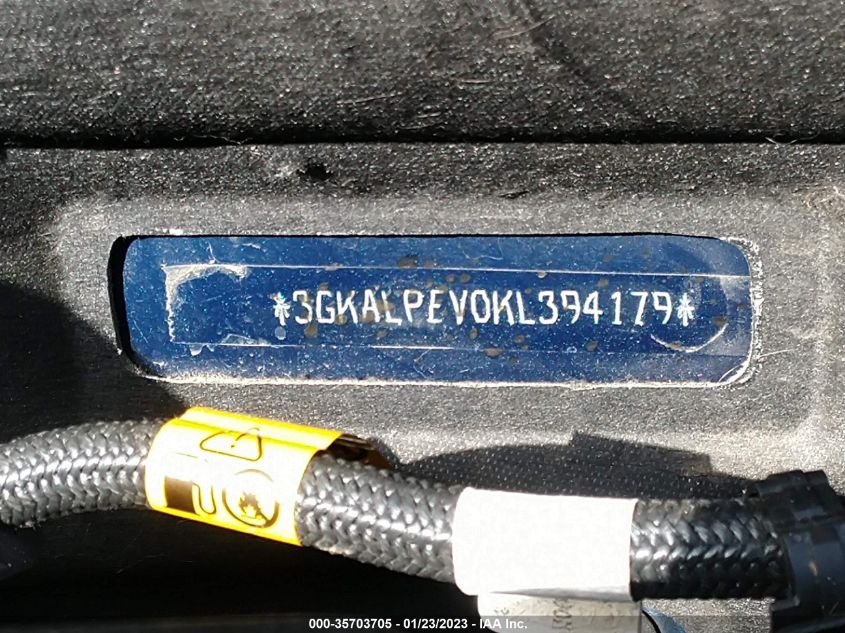 *3GKALPEV0KL394179*
000-35703705 - 01/23/2023 - IAA Inc.